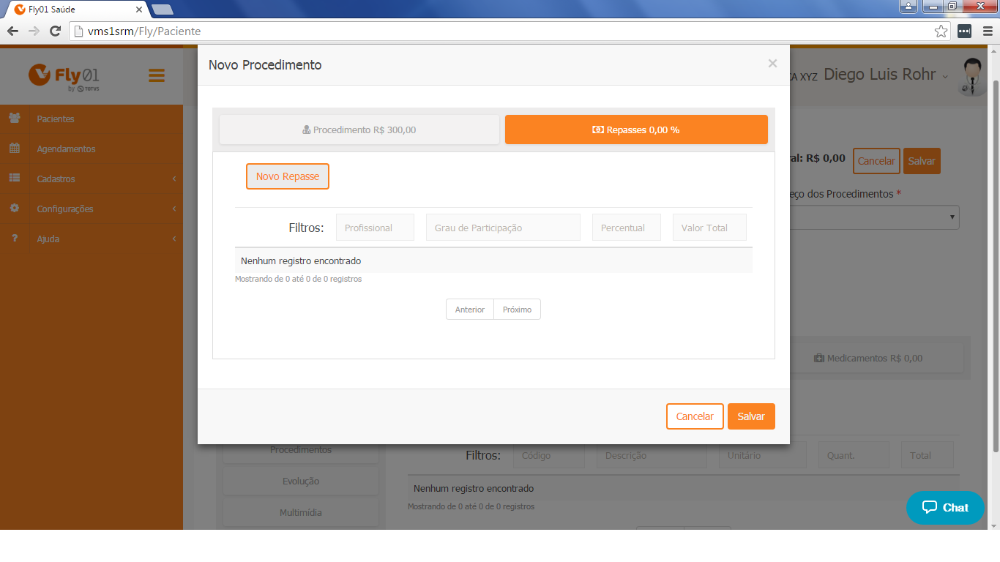 Fly01 Saúde
vms1srm/Fly/Paciente
Fly01
by TOTVS
Pacientes
Agendamentos
Cadastros
Configurações
Ajuda
CA XYZ Diego Luis Rohr
Novo Procedimento ×
Procedimento R$ 300,00
Repasses 0,00 %
Novo Repasse
Filtros: Profissional Grau de Participação Percentual Valor Total
Nenhum registro encontrado
Mostrando de 0 até 0 de 0 registros
Anterior Próximo
Cancelar Salvar
al: R$ 0,00 Cancelar Salvar
eço dos Procedimentos *
Medicamentos R$ 0,00
Procedimentos
Evolução
Multimídia
Filtros: Código Descrição Unitário Quant. Total
Nenhum registro encontrado
Mostrando de 0 até 0 de 0 registros
Chat